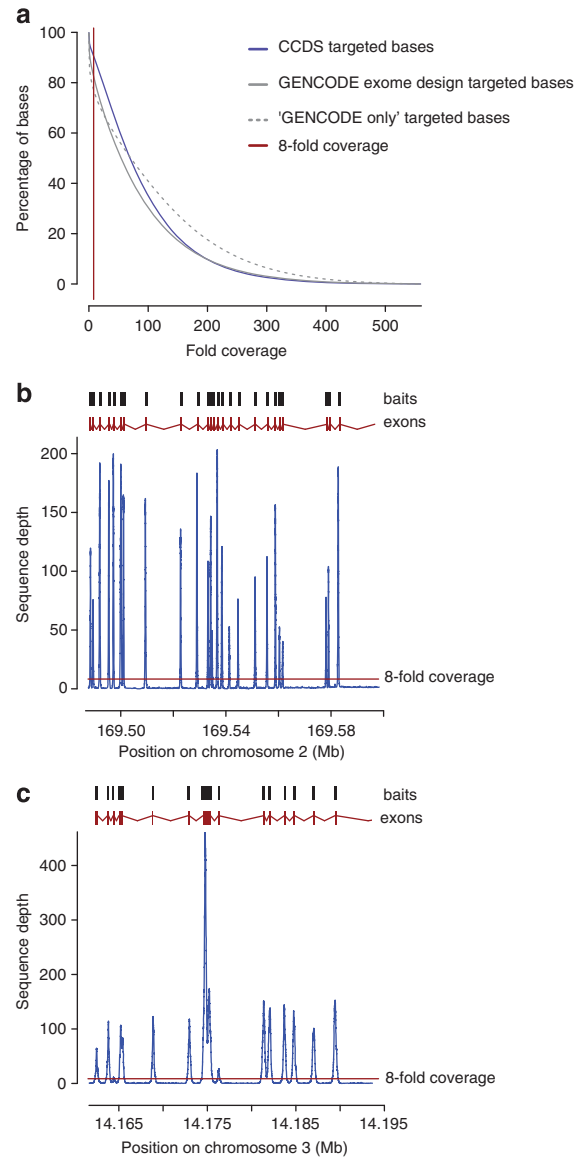 a
Percentage of bases
100
80
60
40
20
0
CCDS targeted bases
GENCODE exome design targeted bases
'GENCODE only' targeted bases
8-fold coverage
0 100 200 300 400 500
Fold coverage
b
baits
exons
Sequence depth
200
150
100
50
0
8-fold coverage
169.50 169.54 169.58
Position on chromosome 2 (Mb)
c
baits
exons
Sequence depth
400
300
200
100
0
8-fold coverage
14.165 14.175 14.185 14.195
Position on chromosome 3 (Mb)